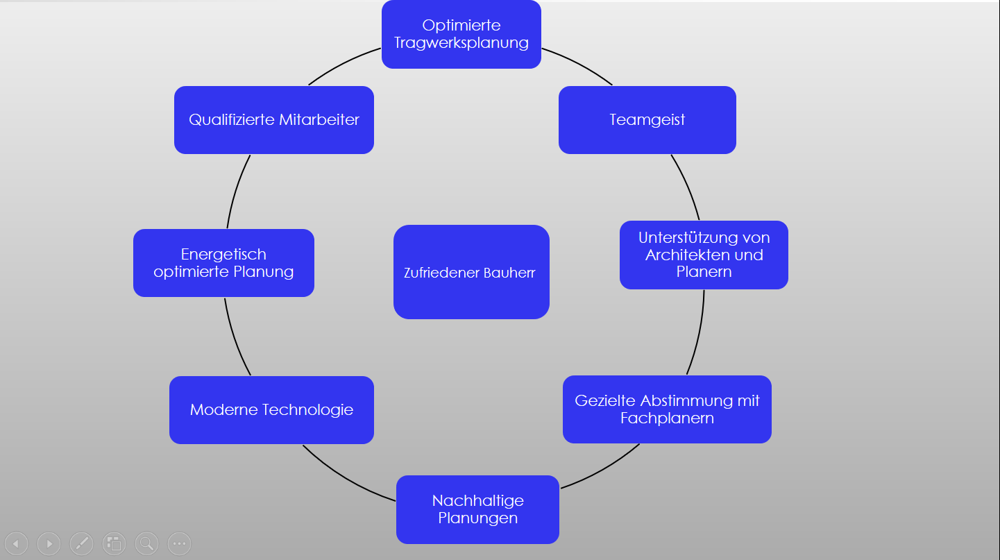 Optimierte
Tragwerksplanung
Qualifizierte Mitarbeiter
Teamgeist
Energetisch
optimierte Planung
Zufriedener Bauherr
Unterstützung von
Architekten und
Planern
Moderne Technologie
Gezielte Abstimmung mit
Fachplanern
Nachhaltige
Planungen